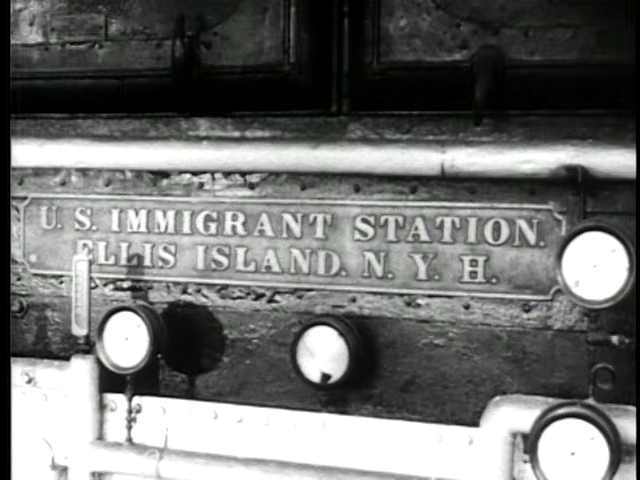 U. S. IMMIGRANT STATION.
ELLIS ISLAND. N. Y. H.